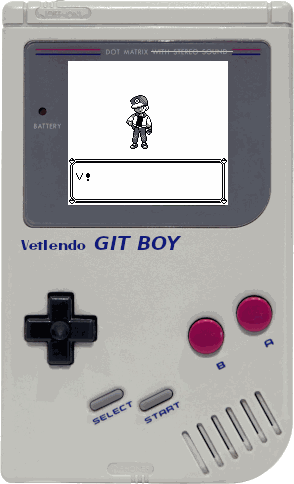 DOT MATRIX WITH STEREO SOUND
BATTERY
V!
Vetlendo GIT BOY
A
B
SELECT
START